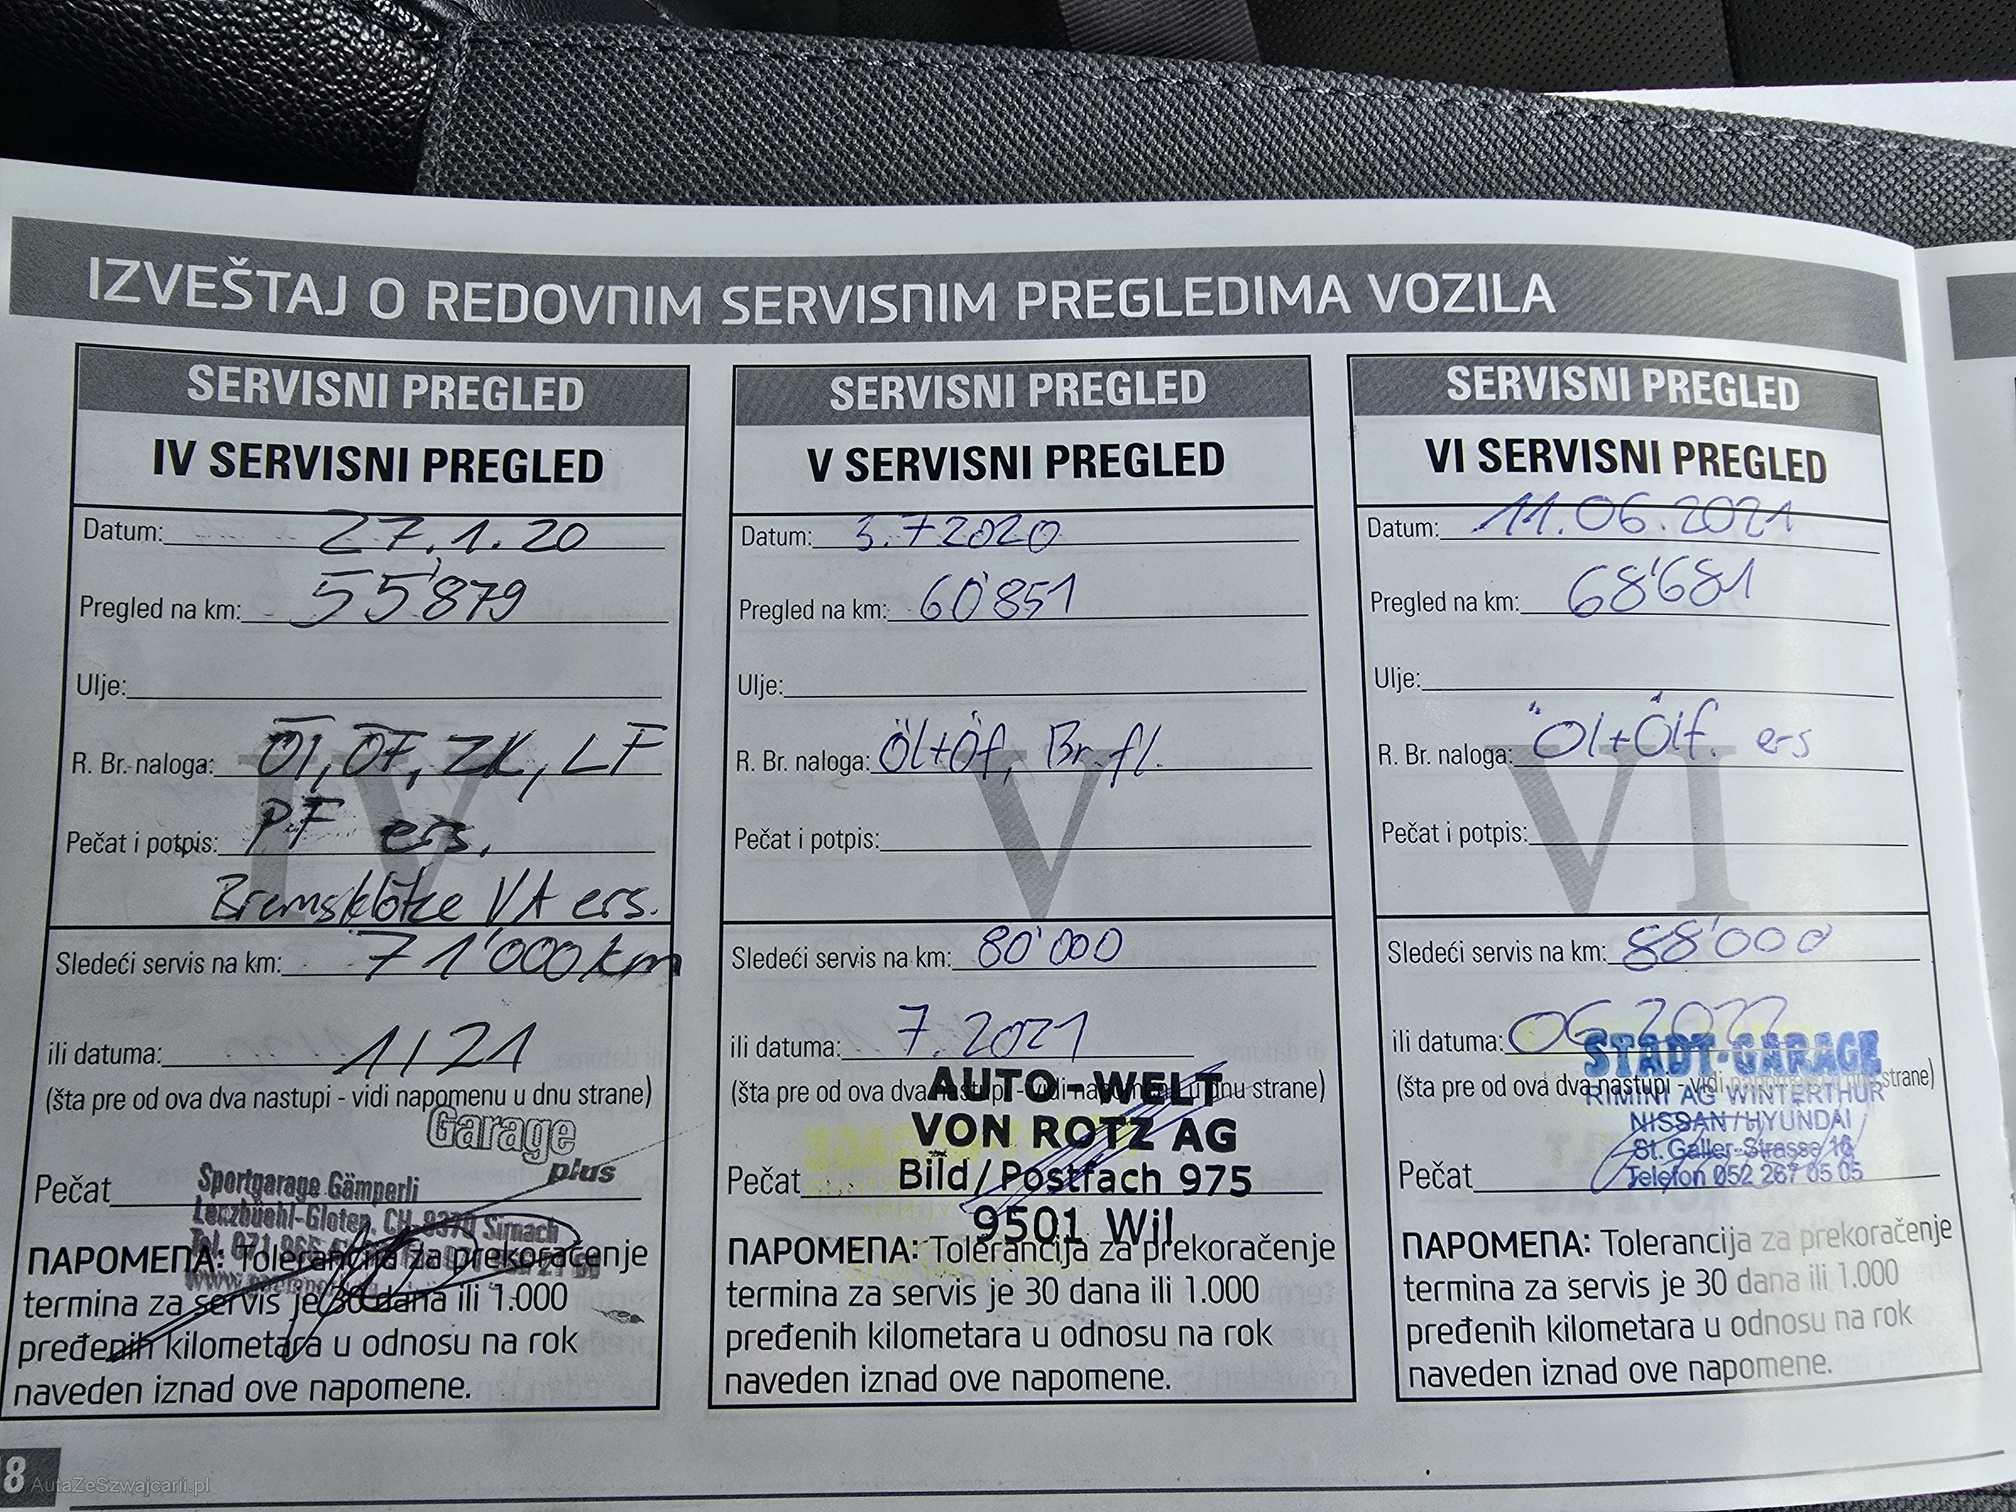 IZVEŠTAJ O REDOVNIM SERVISNIM PREGLEDIMA VOZILA
SERVISNI PREGLED
IV SERVISNI PREGLED
Datum: 27.1.20
Pregled na km: 55'879
Ulje:
R. Br. naloga: Öl, ÖF, ZK, LF
Pečat i potpis: PF ers.
Bremsklötze VA ers.
Sledeći servis na km: 71'000 km
ili datuma: 1/21
(šta pre od ova dva nastupi - vidi napomenu u dnu strane)
Garage
plus
Sportgarage Gämperli
Pečat
Lenzbüehl-Gloten, CH-8370 Sirnach
NAPOMENA: Tolerancija za prekoračenje
termina za servis je 30 dana ili 1.000
pređenih kilometara u odnosu na rok
naveden iznad ove napomene.
SERVISNI PREGLED
V SERVISNI PREGLED
Datum: 3.7 2020
Pregled na km: 60'851
Ulje:
R. Br. naloga: Öl+Öf, Br.fl.
Pečat i potpis:
V
Sledeći servis na km: 80'000
ili datuma: 7.2021
(šta pre od ova dva nastupi - vidi napomenu u dnu strane)
AUTO-WELT
VON ROTZ AG
Pečat Bild/Postfach 975
9501 Wil
NAPOMENA: Tolerancija za prekoračenje
termina za servis je 30 dana ili 1.000
pređenih kilometara u odnosu na rok
naveden iznad ove napomene.
SERVISNI PREGLED
VI SERVISNI PREGLED
Datum: 11.06.2021
Pregled na km: 68'681
Ulje:
R. Br. naloga: Öl+Ölf. ers
Pečat i potpis:
VI
Sledeći servis na km: 88'000
ili datuma: 06 2022
STADT-GARAGE
(šta pre od ova dva nastupi - vidi napomenu u dnu strane)
RIMINI AG WINTERTHUR
NISSAN/HYUNDAI
St. Galler-Strasse 16
Pečat Telefon 052 267 05 05
NAPOMENA: Tolerancija za prekoračenje
termina za servis je 30 dana ili 1.000
pređenih kilometara u odnosu na rok
naveden iznad ove napomene.
8
AutaZeSzwajcarii.pl